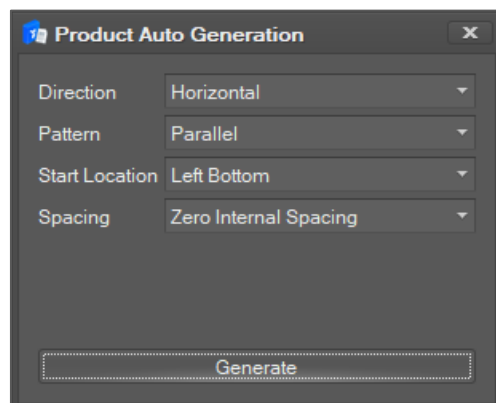 Product Auto Generation
Direction Horizontal
Pattern Parallel
Start Location Left Bottom
Spacing Zero Internal Spacing
Generate